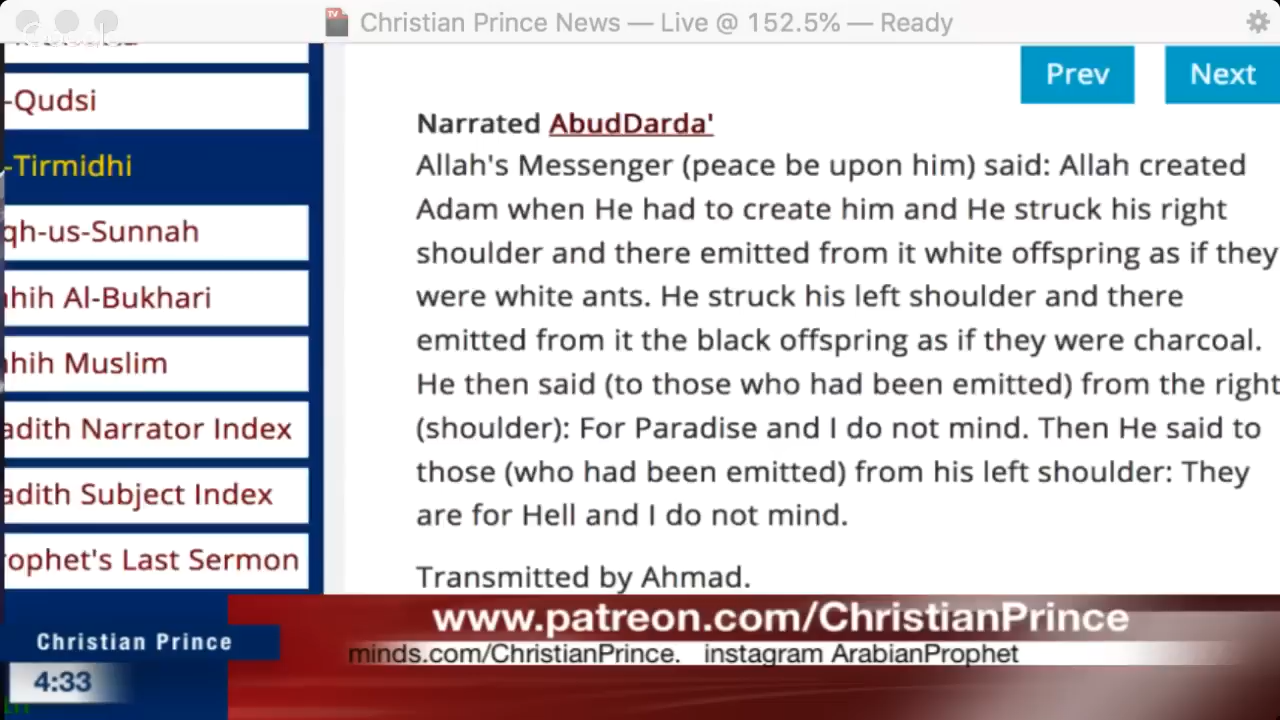 Christian Prince News — Live @ 152.5% — Ready
-Qudsi
-Tirmidhi
qh-us-Sunnah
hih Al-Bukhari
hih Muslim
adith Narrator Index
adith Subject Index
rophet's Last Sermon
Prev
Next
Narrated AbudDarda'
Allah's Messenger (peace be upon him) said: Allah created
Adam when He had to create him and He struck his right
shoulder and there emitted from it white offspring as if they
were white ants. He struck his left shoulder and there
emitted from it the black offspring as if they were charcoal.
He then said (to those who had been emitted) from the right
(shoulder): For Paradise and I do not mind. Then He said to
those (who had been emitted) from his left shoulder: They
are for Hell and I do not mind.
Transmitted by Ahmad.
www.patreon.com/ChristianPrince
Christian Prince
minds.com/ChristianPrince. instagram ArabianProphet
4:33